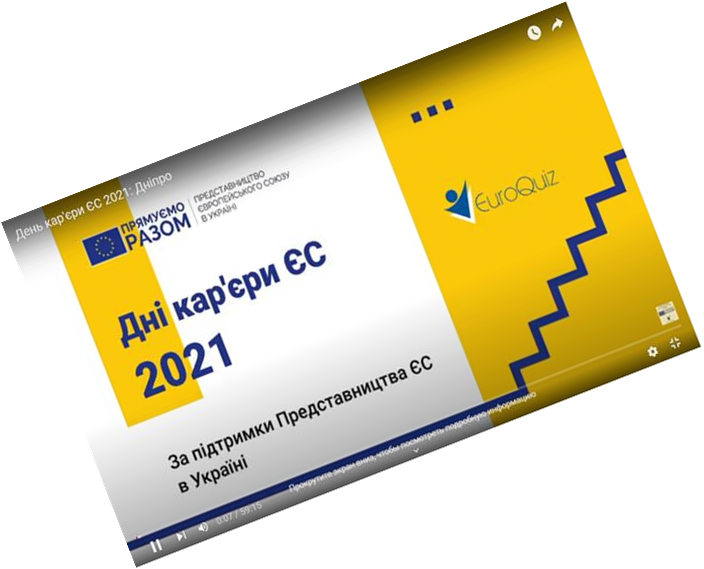 День кар'єри ЄС 2021: Дніпро
ПРЯМУЄМО
РАЗОМ
ПРЕДСТАВНИЦТВО
ЄВРОПЕЙСЬКОГО СОЮЗУ
В УКРАЇНІ
EuroQuiz
Дні кар'єри ЄС
2021
За підтримки Представництва ЄС
в Україні
Прокрутите экран вниз, чтобы посмотреть подробную информацию
0:07 / 59:15